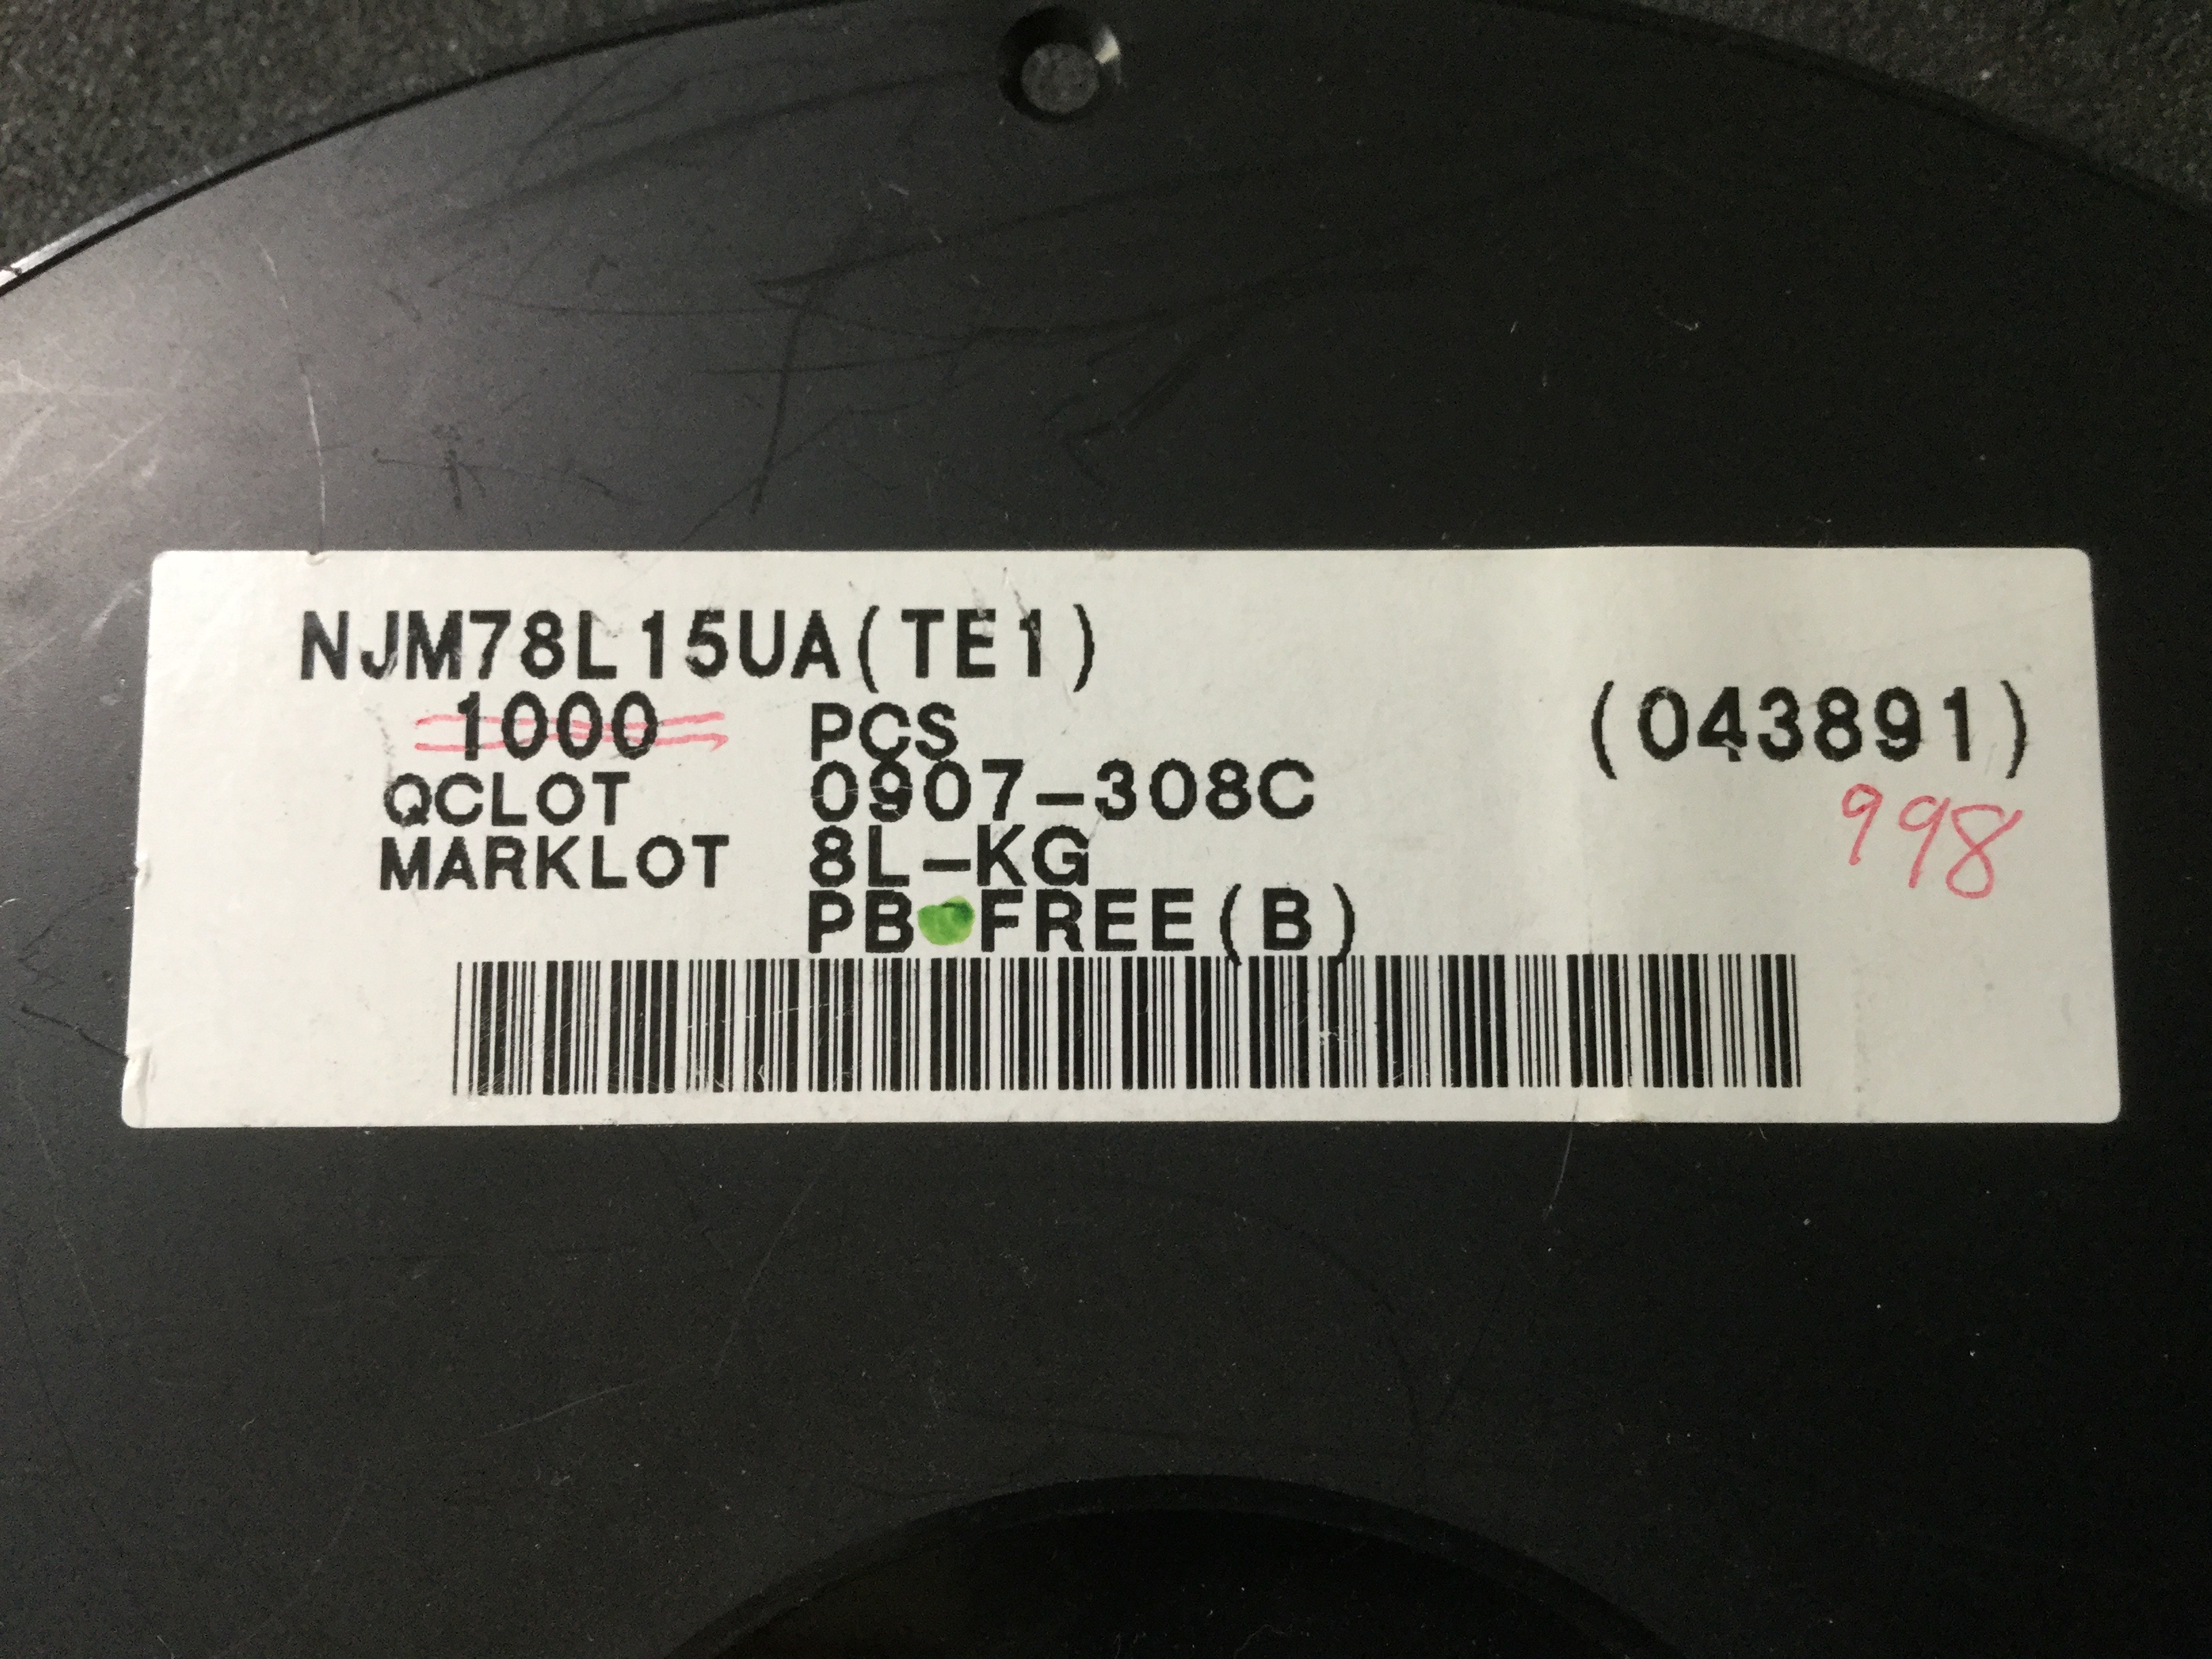 NJM78L15UA(TE1)
1000 PCS (043891)
QCLOT 0907-308C 998
MARKLOT 8L-KG
PB FREE(B)